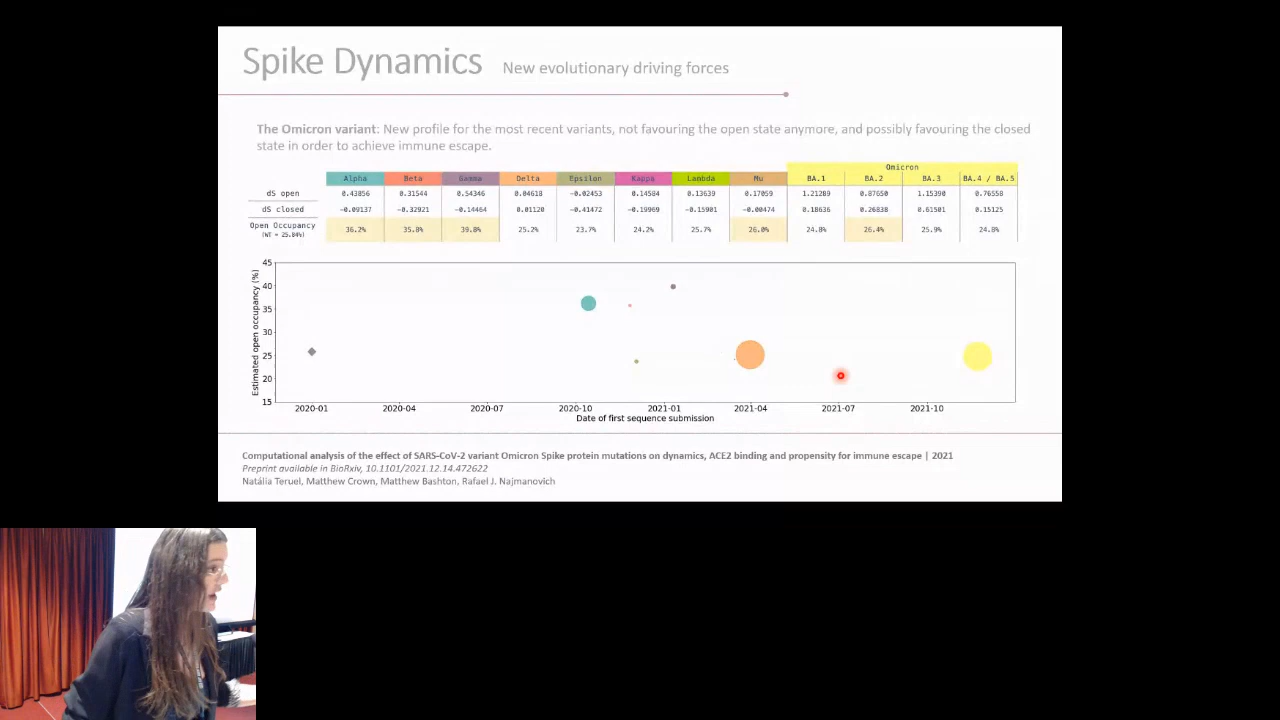 Spike Dynamics New evolutionary driving forces
The Omicron variant: New profile for the most recent variants, not favouring the open state anymore, and possibly favouring the closed
state in order to achieve immune escape.
Omicron
Alpha Beta Gamma Delta Epsilon Kappa Lambda Mu BA.1 BA.2 BA.3 BA.4 / BA.5
dS open 0.43856 0.31544 0.54346 0.04618 -0.02453 0.14584 0.13639 0.17059 1.21289 0.87650 1.15390 0.76558
dS closed -0.09137 -0.32921 -0.14464 0.01120 -0.41472 -0.19969 -0.15901 -0.00474 0.18636 0.26838 0.61501 0.15125
Open Occupancy 36.2% 35.8% 39.8% 25.2% 23.7% 24.2% 25.7% 26.0% 24.8% 26.4% 25.9% 24.8%
(WT = 25.84%)
Estimated open occupancy (%)
45
40
35
30
25
20
15
2020-01 2020-04 2020-07 2020-10 2021-01 2021-04 2021-07 2021-10
Date of first sequence submission
Computational analysis of the effect of SARS-CoV-2 variant Omicron Spike protein mutations on dynamics, ACE2 binding and propensity for immune escape | 2021
Preprint available in BioRxiv, 10.1101/2021.12.14.472622
Natália Teruel, Matthew Crown, Matthew Bashton, Rafael J. Najmanovich